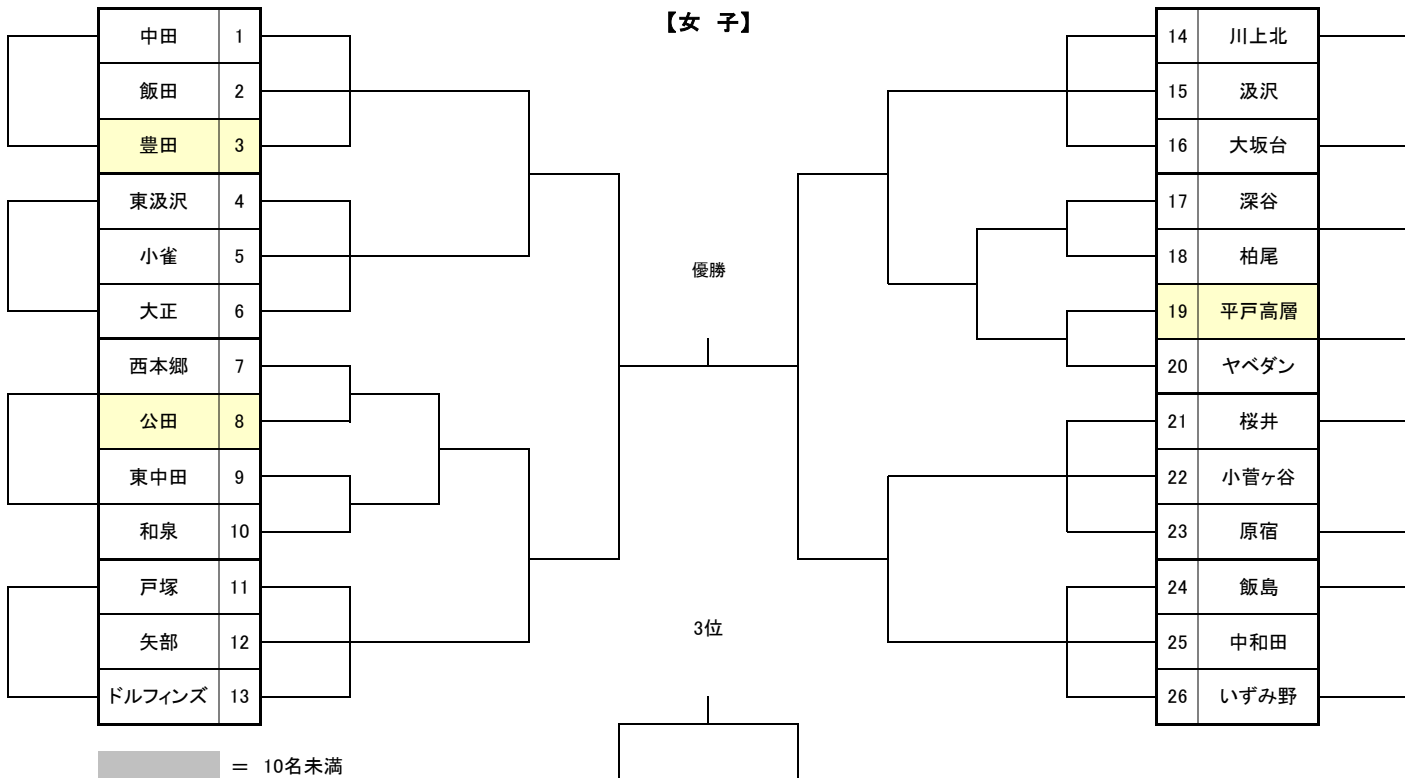 【女 子】
中田 1
飯田 2
豊田 3
東汲沢 4
小雀 5
大正 6
西本郷 7
公田 8
東中田 9
和泉 10
戸塚 11
矢部 12
ドルフィンズ 13
＝ 10名未満
優勝
3位
14 川上北
15 汲沢
16 大坂台
17 深谷
18 柏尾
19 平戸高層
20 ヤベダン
21 桜井
22 小菅ヶ谷
23 原宿
24 飯島
25 中和田
26 いずみ野